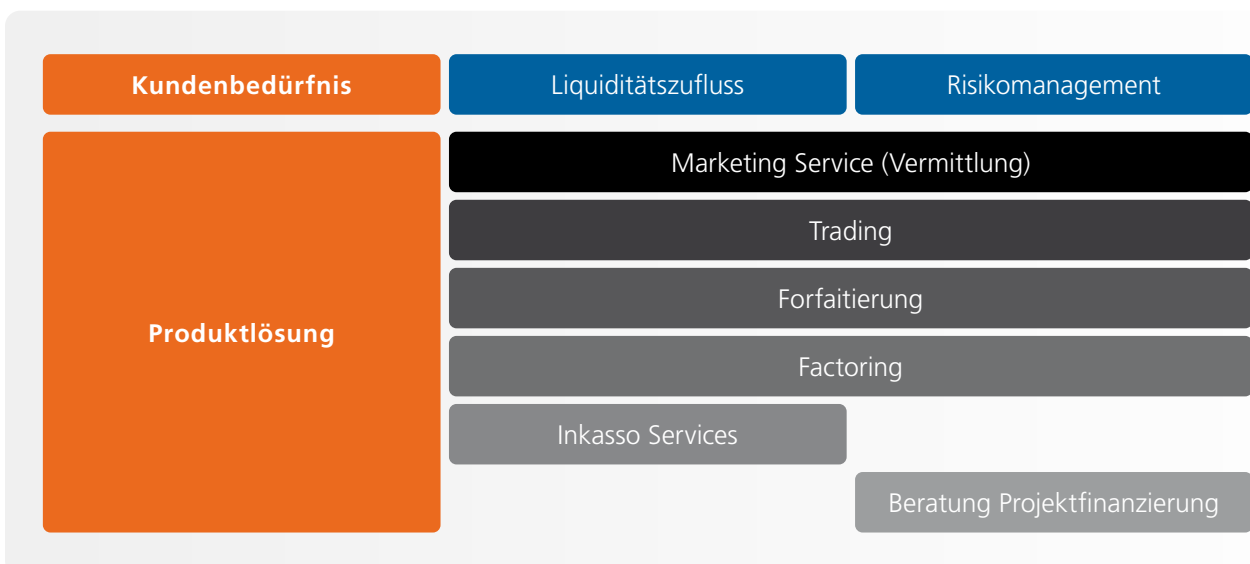 Kundenbedürfnis
Liquiditätszufluss
Risikomanagement
Produktlösung
Marketing Service (Vermittlung)
Trading
Forfaitierung
Factoring
Inkasso Services
Beratung Projektfinanzierung